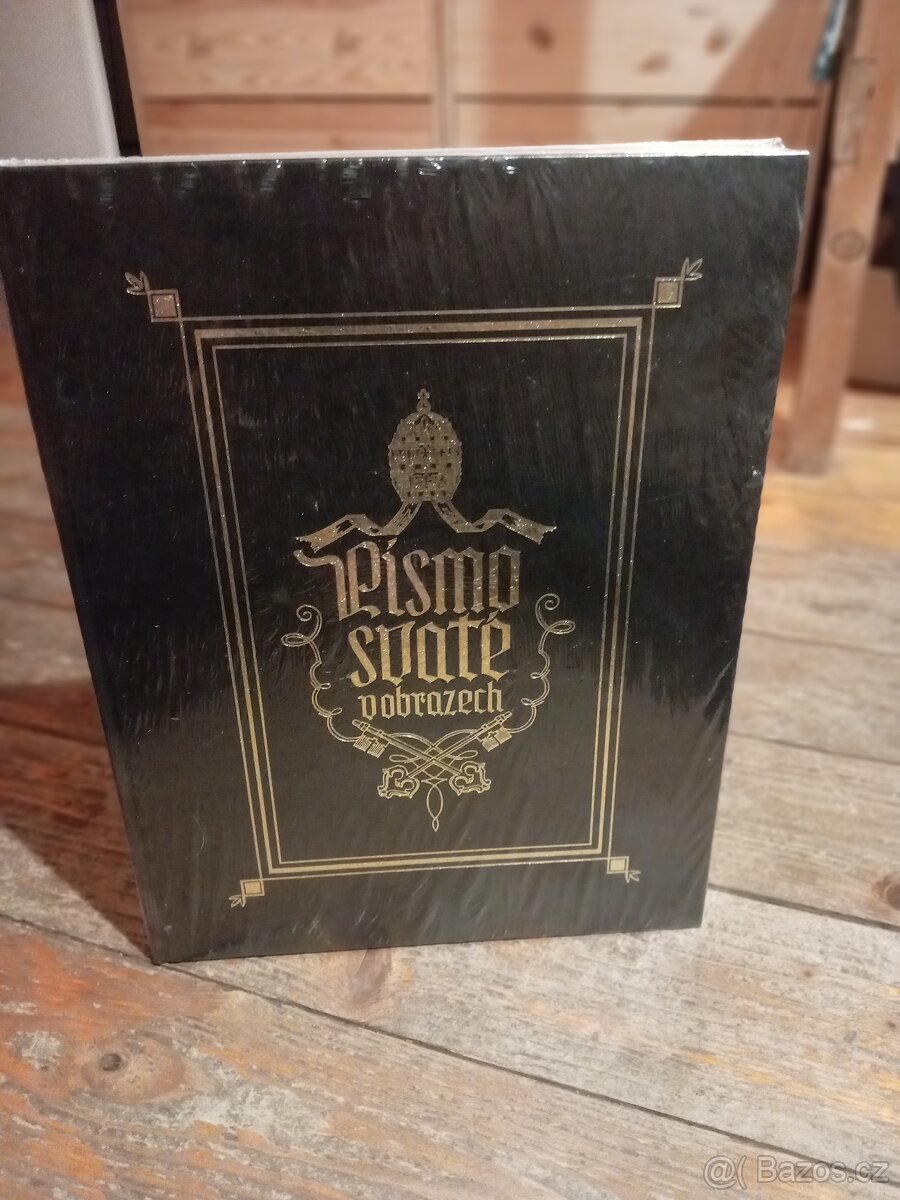 Písmo
svaté
v obrazech
@( Bazos.cz